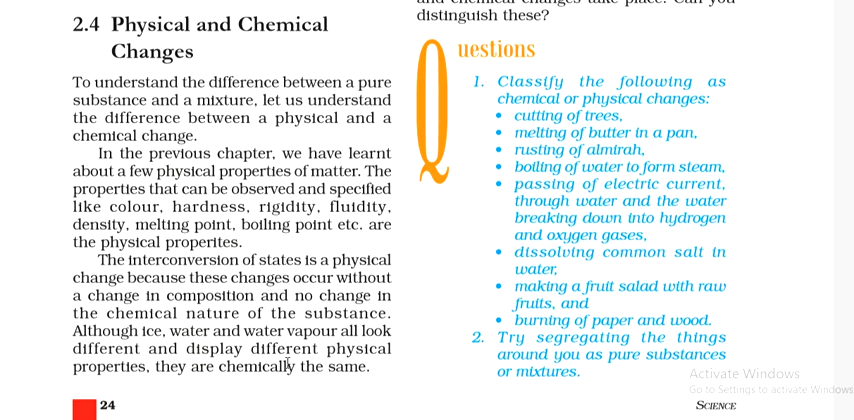 2.4 Physical and Chemical
Changes
To understand the difference between a pure
substance and a mixture, let us understand
the difference between a physical and a
chemical change.
In the previous chapter, we have learnt
about a few physical properties of matter. The
properties that can be observed and specified
like colour, hardness, rigidity, fluidity,
density, melting point, boiling point etc. are
the physical properites.
The interconversion of states is a physical
change because these changes occur without
a change in composition and no change in
the chemical nature of the substance.
Although ice, water and water vapour all look
different and display different physical
properties, they are chemically the same.
24
and chemical changes take place. Can you
distinguish these?
Questions
1. Classify the following as
chemical or physical changes:
• cutting of trees,
• melting of butter in a pan,
• rusting of almirah,
• boiling of water to form steam,
• passing of electric current,
through water and the water
breaking down into hydrogen
and oxygen gases,
• dissolving common salt in
water,
• making a fruit salad with raw
fruits, and
• burning of paper and wood.
2. Try segregating the things
around you as pure substances
or mixtures.
Activate Windows
Go to Settings to activate Windows
SCIENCE